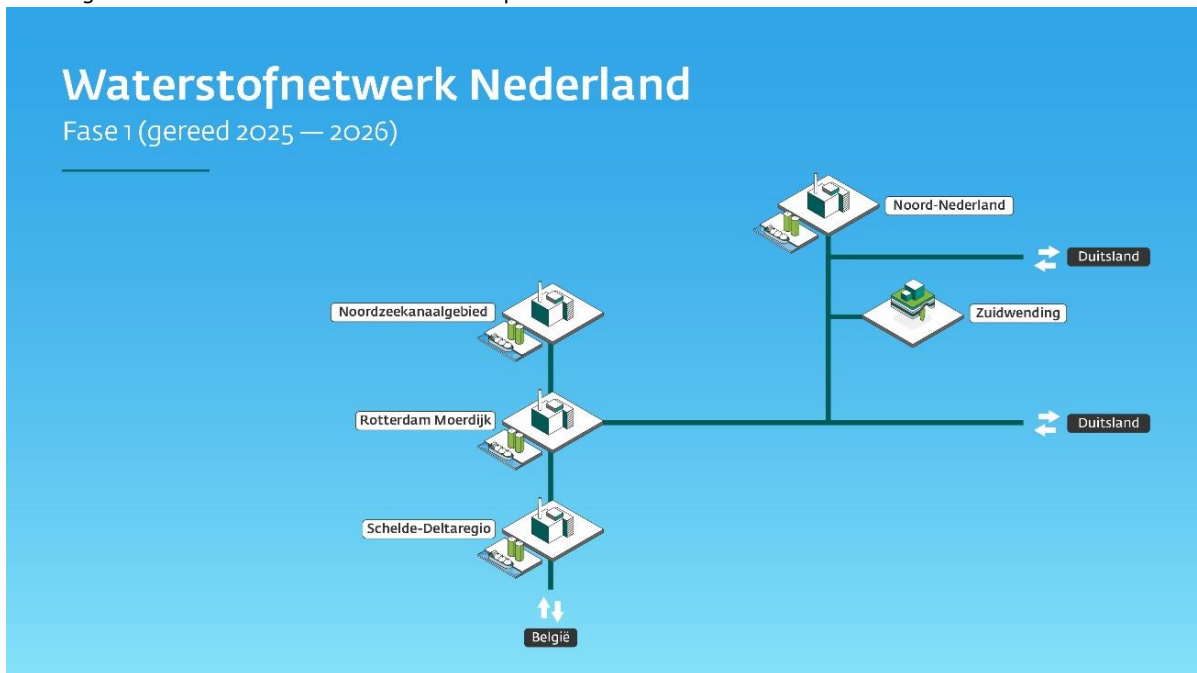 Waterstofnetwerk Nederland
Fase 1 (gereed 2025 — 2026)
Noord-Nederland
Duitsland
Noordzeekanaalgebied
Zuidwending
Rotterdam Moerdijk
Duitsland
Schelde-Deltaregio
België